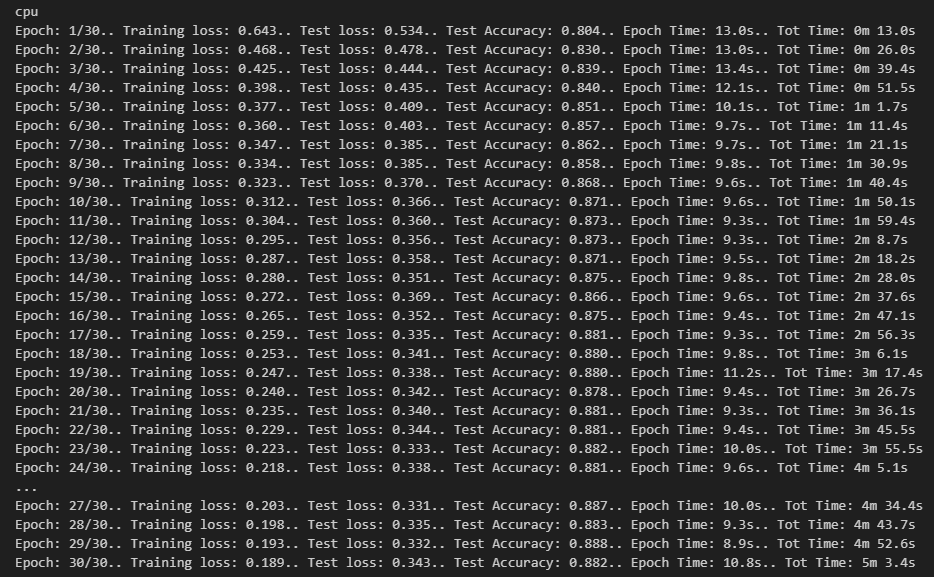 cpu
Epoch: 1/30.. Training loss: 0.643.. Test loss: 0.534.. Test Accuracy: 0.804.. Epoch Time: 13.0s.. Tot Time: 0m 13.0s
Epoch: 2/30.. Training loss: 0.468.. Test loss: 0.478.. Test Accuracy: 0.830.. Epoch Time: 13.0s.. Tot Time: 0m 26.0s
Epoch: 3/30.. Training loss: 0.425.. Test loss: 0.444.. Test Accuracy: 0.839.. Epoch Time: 13.4s.. Tot Time: 0m 39.4s
Epoch: 4/30.. Training loss: 0.398.. Test loss: 0.435.. Test Accuracy: 0.840.. Epoch Time: 12.1s.. Tot Time: 0m 51.5s
Epoch: 5/30.. Training loss: 0.377.. Test loss: 0.409.. Test Accuracy: 0.851.. Epoch Time: 10.1s.. Tot Time: 1m 1.7s
Epoch: 6/30.. Training loss: 0.360.. Test loss: 0.403.. Test Accuracy: 0.857.. Epoch Time: 9.7s.. Tot Time: 1m 11.4s
Epoch: 7/30.. Training loss: 0.347.. Test loss: 0.385.. Test Accuracy: 0.862.. Epoch Time: 9.7s.. Tot Time: 1m 21.1s
Epoch: 8/30.. Training loss: 0.334.. Test loss: 0.385.. Test Accuracy: 0.858.. Epoch Time: 9.8s.. Tot Time: 1m 30.9s
Epoch: 9/30.. Training loss: 0.323.. Test loss: 0.370.. Test Accuracy: 0.868.. Epoch Time: 9.6s.. Tot Time: 1m 40.4s
Epoch: 10/30.. Training loss: 0.312.. Test loss: 0.366.. Test Accuracy: 0.871.. Epoch Time: 9.6s.. Tot Time: 1m 50.1s
Epoch: 11/30.. Training loss: 0.304.. Test loss: 0.360.. Test Accuracy: 0.873.. Epoch Time: 9.3s.. Tot Time: 1m 59.4s
Epoch: 12/30.. Training loss: 0.295.. Test loss: 0.356.. Test Accuracy: 0.873.. Epoch Time: 9.3s.. Tot Time: 2m 8.7s
Epoch: 13/30.. Training loss: 0.287.. Test loss: 0.358.. Test Accuracy: 0.871.. Epoch Time: 9.5s.. Tot Time: 2m 18.2s
Epoch: 14/30.. Training loss: 0.280.. Test loss: 0.351.. Test Accuracy: 0.875.. Epoch Time: 9.8s.. Tot Time: 2m 28.0s
Epoch: 15/30.. Training loss: 0.272.. Test loss: 0.369.. Test Accuracy: 0.866.. Epoch Time: 9.6s.. Tot Time: 2m 37.6s
Epoch: 16/30.. Training loss: 0.265.. Test loss: 0.352.. Test Accuracy: 0.875.. Epoch Time: 9.4s.. Tot Time: 2m 47.1s
Epoch: 17/30.. Training loss: 0.259.. Test loss: 0.335.. Test Accuracy: 0.881.. Epoch Time: 9.3s.. Tot Time: 2m 56.3s
Epoch: 18/30.. Training loss: 0.253.. Test loss: 0.341.. Test Accuracy: 0.880.. Epoch Time: 9.8s.. Tot Time: 3m 6.1s
Epoch: 19/30.. Training loss: 0.247.. Test loss: 0.338.. Test Accuracy: 0.880.. Epoch Time: 11.2s.. Tot Time: 3m 17.4s
Epoch: 20/30.. Training loss: 0.240.. Test loss: 0.342.. Test Accuracy: 0.878.. Epoch Time: 9.4s.. Tot Time: 3m 26.7s
Epoch: 21/30.. Training loss: 0.235.. Test loss: 0.340.. Test Accuracy: 0.881.. Epoch Time: 9.3s.. Tot Time: 3m 36.1s
Epoch: 22/30.. Training loss: 0.229.. Test loss: 0.344.. Test Accuracy: 0.881.. Epoch Time: 9.4s.. Tot Time: 3m 45.5s
Epoch: 23/30.. Training loss: 0.223.. Test loss: 0.333.. Test Accuracy: 0.882.. Epoch Time: 10.0s.. Tot Time: 3m 55.5s
Epoch: 24/30.. Training loss: 0.218.. Test loss: 0.338.. Test Accuracy: 0.881.. Epoch Time: 9.6s.. Tot Time: 4m 5.1s
...
Epoch: 27/30.. Training loss: 0.203.. Test loss: 0.331.. Test Accuracy: 0.887.. Epoch Time: 10.0s.. Tot Time: 4m 34.4s
Epoch: 28/30.. Training loss: 0.198.. Test loss: 0.335.. Test Accuracy: 0.883.. Epoch Time: 9.3s.. Tot Time: 4m 43.7s
Epoch: 29/30.. Training loss: 0.193.. Test loss: 0.332.. Test Accuracy: 0.888.. Epoch Time: 8.9s.. Tot Time: 4m 52.6s
Epoch: 30/30.. Training loss: 0.189.. Test loss: 0.343.. Test Accuracy: 0.882.. Epoch Time: 10.8s.. Tot Time: 5m 3.4s